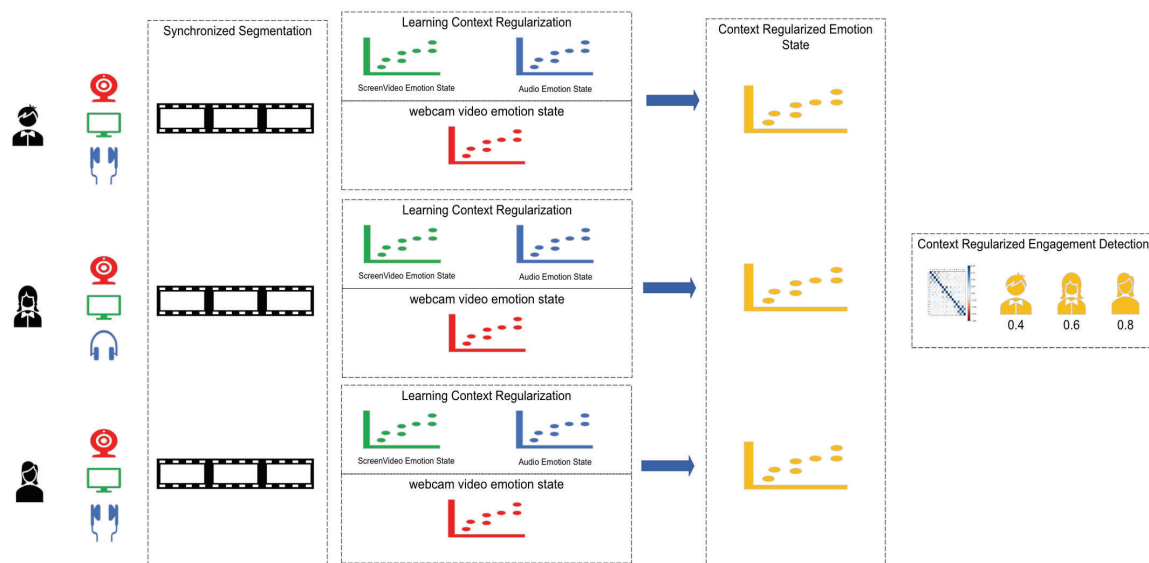 Synchronized Segmentation
Learning Context Regularization
ScreenVideo Emotion State
Audio Emotion State
webcam video emotion state
Learning Context Regularization
ScreenVideo Emotion State
Audio Emotion State
webcam video emotion state
Learning Context Regularization
ScreenVideo Emotion State
Audio Emotion State
webcam video emotion state
Context Regularized Emotion
State
Context Regularized Engagement Detection
0.4
0.6
0.8